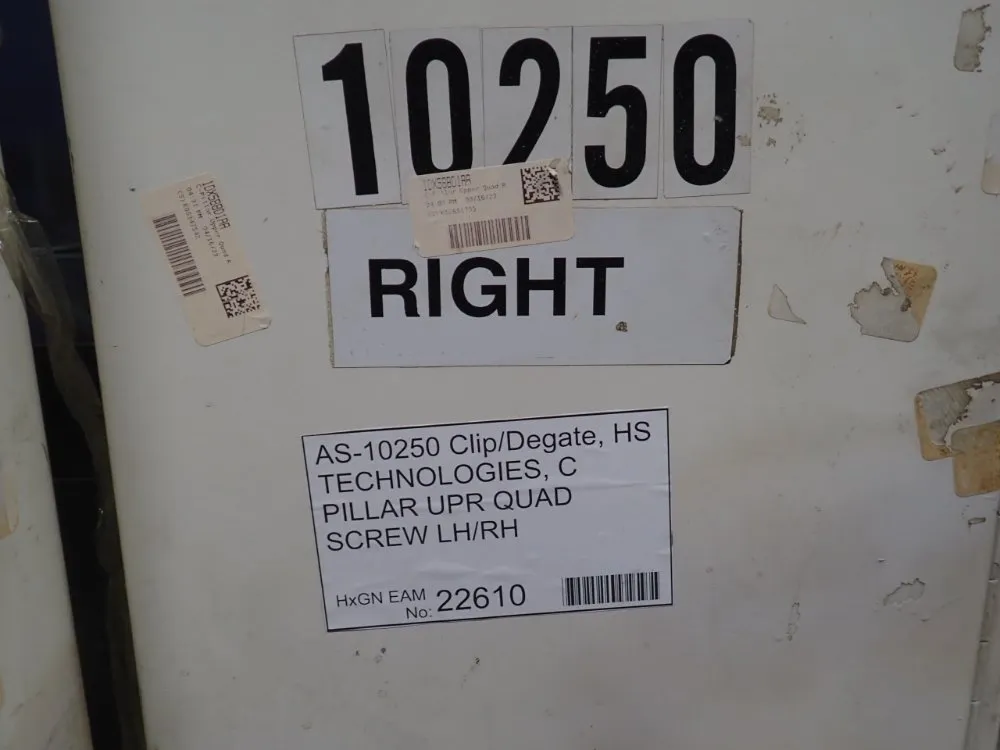 10250
RIGHT
AS-10250 Clip/Degate, HS
TECHNOLOGIES, C
PILLAR UPR QUAD
SCREW LH/RH
HxGN EAM
No: 22610